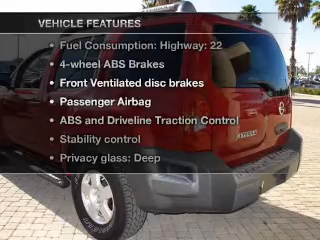 VEHICLE FEATURES
• Fuel Consumption: Highway: 22
• 4-wheel ABS Brakes
• Front Ventilated disc brakes
• Passenger Airbag
• ABS and Driveline Traction Control
• Stability control
• Privacy glass: Deep
XTERRA